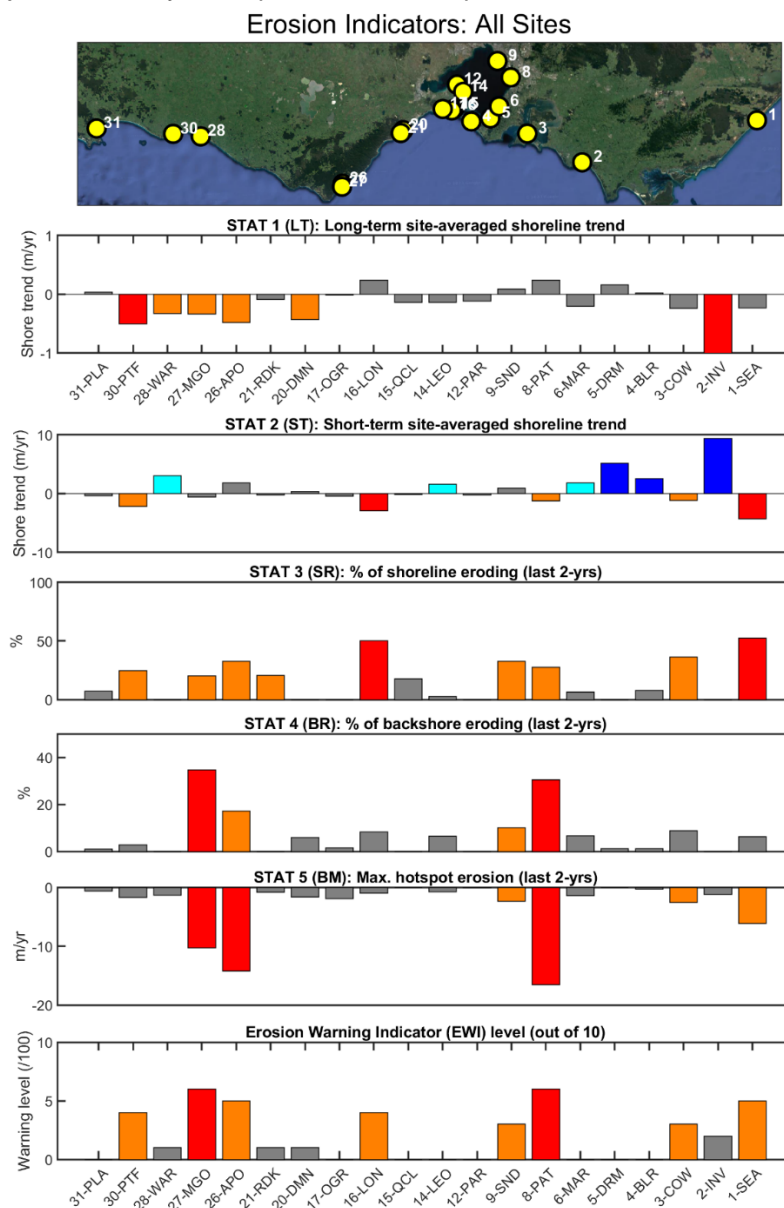 Erosion Indicators: All Sites
9
8
12
14
6
5
4
3
2
1
20
21
31
30
28
26
27
STAT 1 (LT): Long-term site-averaged shoreline trend
Shore trend (m/yr)
1
0
-1
31-PLA
30-PTF
28-WAR
27-MGO
26-APO
21-RDK
20-DMN
17-OGR
16-LON
15-QCL
14-LEO
12-PAR
9-SND
8-PAT
6-MAR
5-DRM
4-BLR
3-COW
2-INV
1-SEA
STAT 2 (ST): Short-term site-averaged shoreline trend
Shore trend (m/yr)
10
0
-10
STAT 3 (SR): % of shoreline eroding (last 2-yrs)
%
100
50
0
STAT 4 (BR): % of backshore eroding (last 2-yrs)
%
40
20
0
STAT 5 (BM): Max. hotspot erosion (last 2-yrs)
m/yr
0
-10
-20
Erosion Warning Indicator (EWI) level (out of 10)
Warning level (/100)
10
5
0
31-PLA
30-PTF
28-WAR
27-MGO
26-APO
21-RDK
20-DMN
17-OGR
16-LON
15-QCL
14-LEO
12-PAR
9-SND
8-PAT
6-MAR
5-DRM
4-BLR
3-COW
2-INV
1-SEA